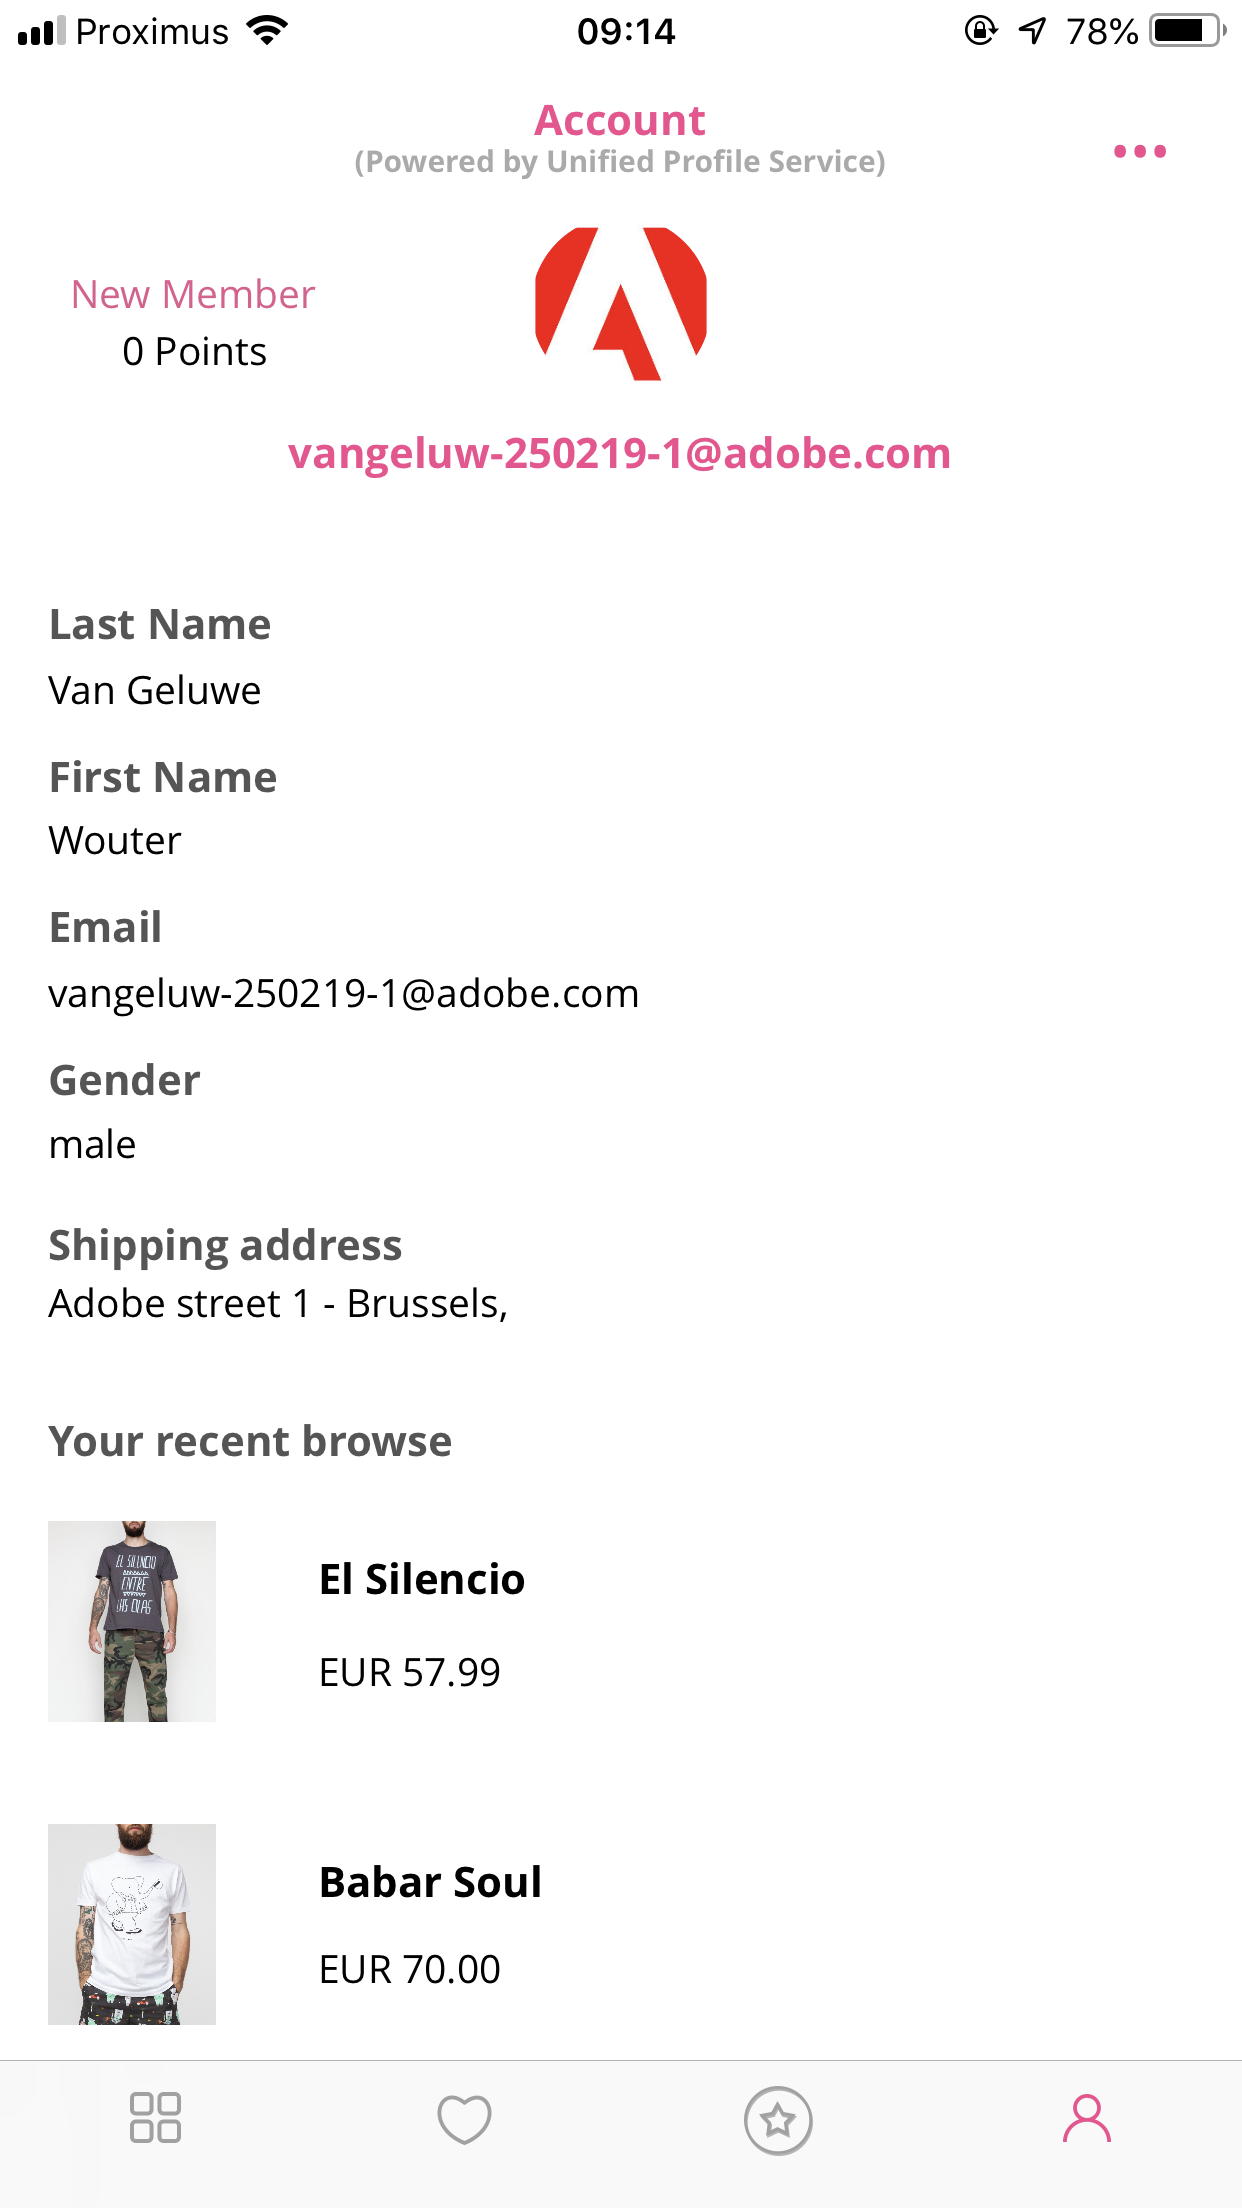 Proximus 09:14 78%
Account
(Powered by Unified Profile Service)
New Member
0 Points
vangeluw-250219-1@adobe.com
Last Name
Van Geluwe
First Name
Wouter
Email
vangeluw-250219-1@adobe.com
Gender
male
Shipping address
Adobe street 1 - Brussels,
Your recent browse
EL SILENCIO
ENTRE
LAS OLAS
El Silencio
EUR 57.99
Babar Soul
EUR 70.00